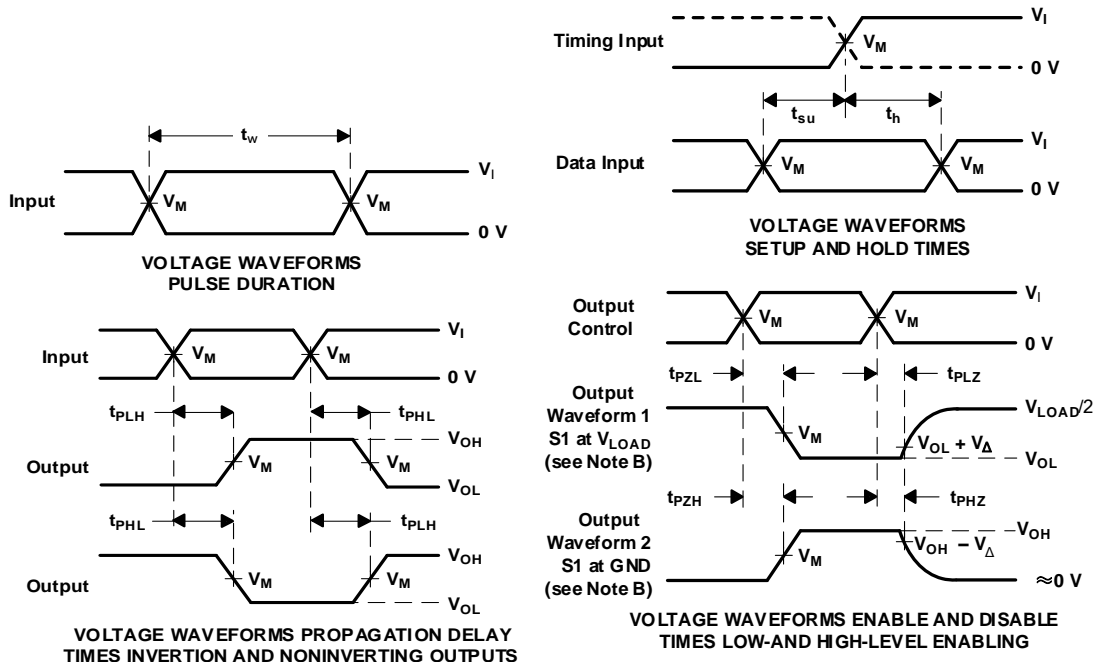 t_w
V_I
Input
V_M
V_M
0 V
VOLTAGE WAVEFORMS
PULSE DURATION
Timing Input
V_I
V_M
0 V
t_su
t_h
Data Input
V_I
V_M
V_M
0 V
VOLTAGE WAVEFORMS
SETUP AND HOLD TIMES
Input
V_I
V_M
V_M
0 V
t_PLH
t_PHL
Output
V_OH
V_M
V_M
V_OL
t_PHL
t_PLH
Output
V_OH
V_M
V_M
V_OL
VOLTAGE WAVEFORMS PROPAGATION DELAY
TIMES INVERTION AND NONINVERTING OUTPUTS
Output
Control
V_I
V_M
V_M
0 V
t_PZL
t_PLZ
Output
Waveform 1
S1 at V_LOAD
(see Note B)
V_LOAD/2
V_M
V_OL + V_Δ
V_OL
t_PZH
t_PHZ
Output
Waveform 2
S1 at GND
(see Note B)
V_OH
V_OH − V_Δ
V_M
≈0 V
VOLTAGE WAVEFORMS ENABLE AND DISABLE
TIMES LOW-AND HIGH-LEVEL ENABLING